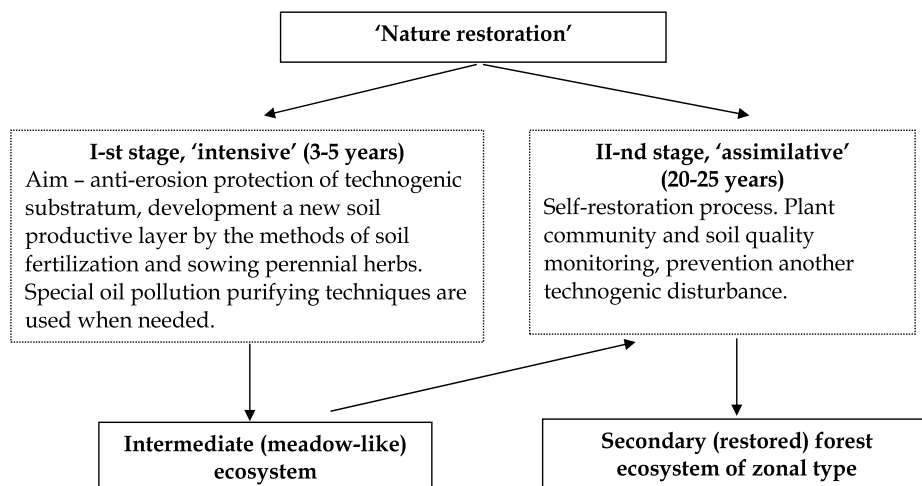 ‘Nature restoration’
I-st stage, ‘intensive’ (3-5 years)
Aim – anti-erosion protection of technogenic
substratum, development a new soil
productive layer by the methods of soil
fertilization and sowing perennial herbs.
Special oil pollution purifying techniques are
used when needed.
II-nd stage, ‘assimilative’
(20-25 years)
Self-restoration process. Plant
community and soil quality
monitoring, prevention another
technogenic disturbance.
Intermediate (meadow-like)
ecosystem
Secondary (restored) forest
ecosystem of zonal type